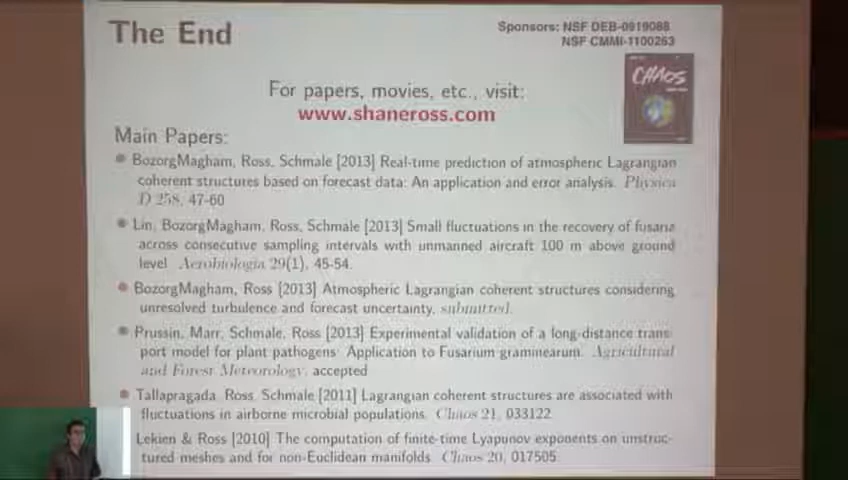 The End
Sponsors: NSF DEB-0919088
NSF CMMI-1100263
CHAOS
For papers, movies, etc., visit:
www.shaneross.com
Main Papers:
BozorgMagham, Ross, Schmale [2013] Real-time prediction of atmospheric Lagrangian
coherent structures based on forecast data: An application and error analysis. Physica
D 258, 47-60
Lin, BozorgMagham, Ross, Schmale [2013] Small fluctuations in the recovery of fusaria
across consecutive sampling intervals with unmanned aircraft 100 m above ground
level. Aerobiologia 29(1), 45-54.
BozorgMagham, Ross [2013] Atmospheric Lagrangian coherent structures considering
unresolved turbulence and forecast uncertainty, submitted.
Prussin, Marr, Schmale, Ross [2013] Experimental validation of a long-distance trans-
port model for plant pathogens: Application to Fusarium graminearum. Agricultural
and Forest Meteorology, accepted
Tallapragada, Ross, Schmale [2011] Lagrangian coherent structures are associated with
fluctuations in airborne microbial populations. Chaos 21, 033122
Lekien & Ross [2010] The computation of finite-time Lyapunov exponents on unstruc-
tured meshes and for non-Euclidean manifolds. Chaos 20, 017505